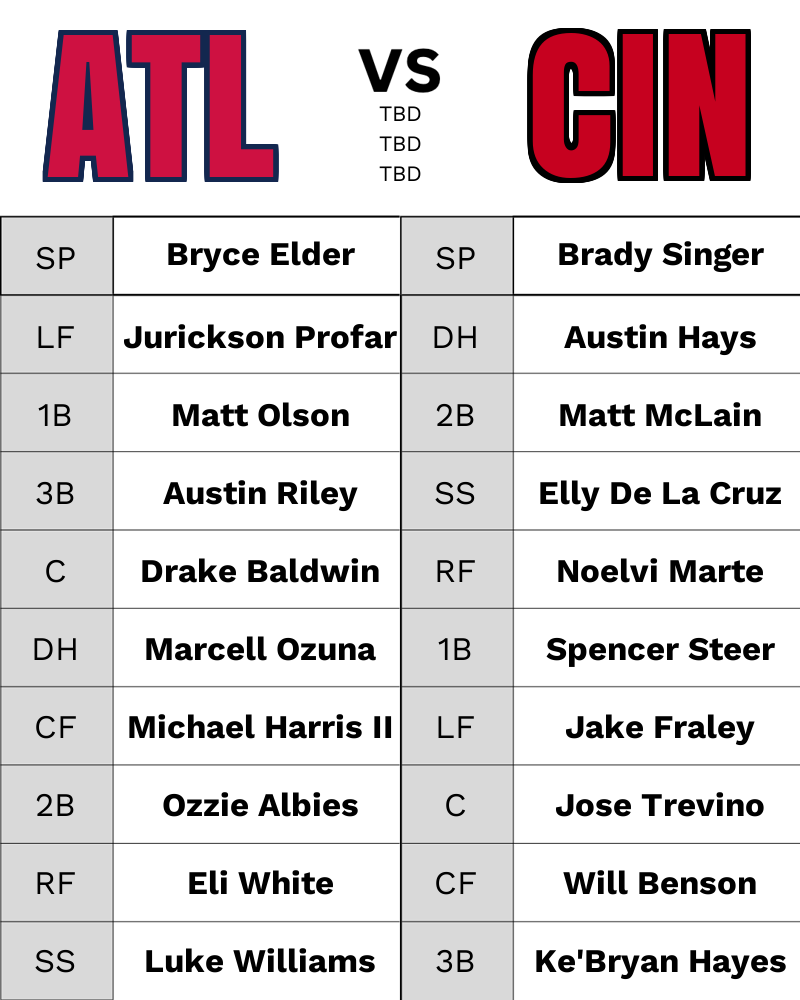 ATL VS CIN
TBD
TBD
TBD
SP Bryce Elder SP Brady Singer
LF Jurickson Profar DH Austin Hays
1B Matt Olson 2B Matt McLain
3B Austin Riley SS Elly De La Cruz
C Drake Baldwin RF Noelvi Marte
DH Marcell Ozuna 1B Spencer Steer
CF Michael Harris II LF Jake Fraley
2B Ozzie Albies C Jose Trevino
RF Eli White CF Will Benson
SS Luke Williams 3B Ke'Bryan Hayes